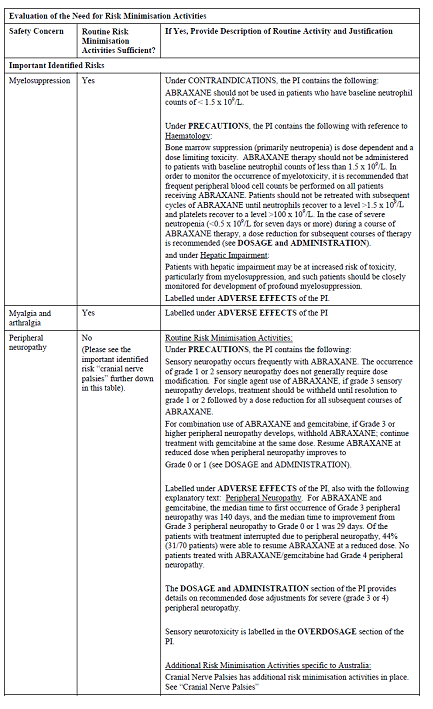 Evaluation of the Need for Risk Minimisation Activities
Safety Concern
Routine Risk
Minimisation
Activities Sufficient?
If Yes, Provide Description of Routine Activity and Justification
Important Identified Risks
Myelosuppression
Yes
Under CONTRAINDICATIONS, the PI contains the following:
ABRAXANE should not be used in patients who have baseline neutrophil
counts of < 1.5 x 10⁹/L.
Under PRECAUTIONS, the PI contains the following with reference to
Haematology:
Bone marrow suppression (primarily neutropenia) is dose dependent and a
dose limiting toxicity. ABRAXANE therapy should not be administered
to patients with baseline neutrophil counts of less than 1.5 x 10⁹/L. In
order to monitor the occurrence of myelotoxicity, it is recommended that
frequent peripheral blood cell counts be performed on all patients
receiving ABRAXANE. Patients should not be retreated with subsequent
cycles of ABRAXANE until neutrophils recover to a level >1.5 x 10⁹/L
and platelets recover to a level >100 x 10⁹/L. In the case of severe
neutropenia (<0.5 x 10⁹/L for seven days or more) during a course of
ABRAXANE therapy, a dose reduction for subsequent courses of therapy
is recommended (see DOSAGE and ADMINISTRATION).
and under Hepatic Impairment:
Patients with hepatic impairment may be at increased risk of toxicity,
particularly from myelosuppression, and such patients should be closely
monitored for development of profound myelosuppression.
Labelled under ADVERSE EFFECTS of the PI.
Myalgia and
arthralgia
Yes
Labelled under ADVERSE EFFECTS of the PI
Peripheral
neuropathy
No
(Please see the
important identified
risk "cranial nerve
palsies" further down
in this table).
Routine Risk Minimisation Activities:
Under PRECAUTIONS, the PI contains the following:
Sensory neuropathy occurs frequently with ABRAXANE. The occurrence
of grade 1 or 2 sensory neuropathy does not generally require dose
modification. For single agent use of ABRAXANE, if grade 3 sensory
neuropathy develops, treatment should be withheld until resolution to
grade 1 or 2 followed by a dose reduction for all subsequent courses of
ABRAXANE.
For combination use of ABRAXANE and gemcitabine, if Grade 3 or
higher peripheral neuropathy develops, withhold ABRAXANE; continue
treatment with gemcitabine at the same dose. Resume ABRAXANE at
reduced dose when peripheral neuropathy improves to
Grade 0 or 1 (see DOSAGE and ADMINISTRATION).
Labelled under ADVERSE EFFECTS of the PI, also with the following
explanatory text: Peripheral Neuropathy. For ABRAXANE and
gemcitabine, the median time to first occurrence of Grade 3 peripheral
neuropathy was 140 days, and the median time to improvement from
Grade 3 peripheral neuropathy to Grade 0 or 1 was 29 days. Of the
patients with treatment interrupted due to peripheral neuropathy, 44%
(31/70 patients) were able to resume ABRAXANE at a reduced dose. No
patients treated with ABRAXANE/gemcitabine had Grade 4 peripheral
neuropathy.
The DOSAGE and ADMINISTRATION section of the PI provides
details on recommended dose adjustments for severe (grade 3 or 4)
peripheral neuropathy.
Sensory neurotoxicity is labelled in the OVERDOSAGE section of the
PI.
Additional Risk Minimisation Activities specific to Australia:
Cranial Nerve Palsies has additional risk minimisation activities in place.
See "Cranial Nerve Palsies"